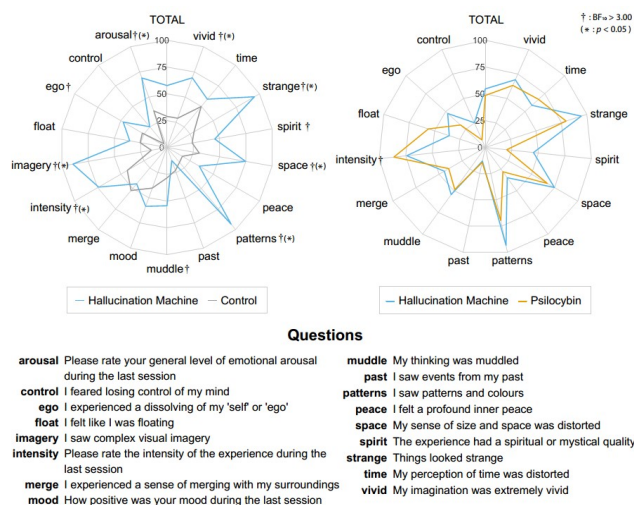 † : BF₁₀ > 3.00
(* : p < 0.05)
TOTAL
vivid †(*)
time
strange†(*)
spirit †
space †(*)
peace
patterns †(*)
past
muddle†
mood
merge
intensity †(*)
imagery †(*)
float
ego †
control
arousal†(*)
100
75
50
25
0
Hallucination Machine
Control
TOTAL
vivid
time
strange
spirit
space
peace
patterns
past
muddle
merge
intensity†
float
ego
control
100
75
50
25
0
Hallucination Machine
Psilocybin
Questions
arousal Please rate your general level of emotional arousal
during the last session
control I feared losing control of my mind
ego I experienced a dissolving of my 'self' or 'ego'
float I felt like I was floating
imagery I saw complex visual imagery
intensity Please rate the intensity of the experience during the
last session
merge I experienced a sense of merging with my surroundings
mood How positive was your mood during the last session
muddle My thinking was muddled
past I saw events from my past
patterns I saw patterns and colours
peace I felt a profound inner peace
space My sense of size and space was distorted
spirit The experience had a spiritual or mystical quality
strange Things looked strange
time My perception of time was distorted
vivid My imagination was extremely vivid